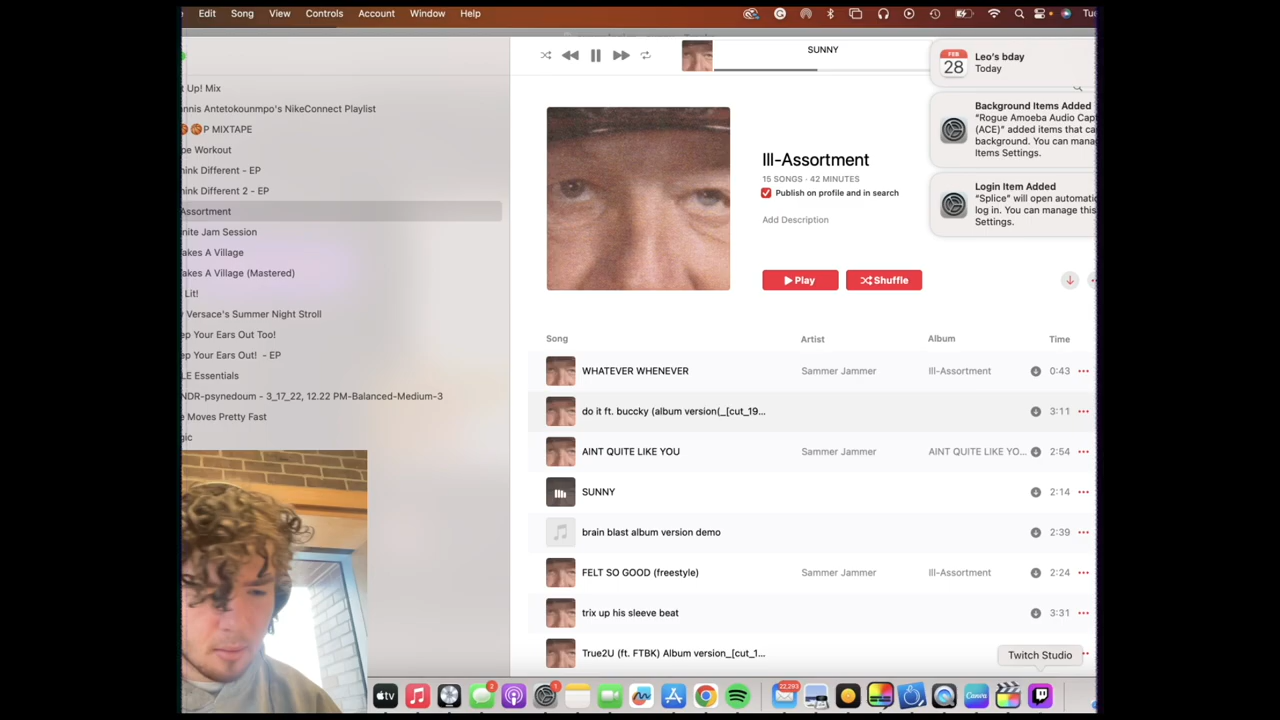 Edit Song View Controls Account Window Help
SUNNY
FEB 28
Leo's bday
Today
Background Items Added
"Rogue Amoeba Audio Cap
(ACE)" added items that ca
background. You can mana
Items Settings.
Login Item Added
"Splice" will open automatic
log in. You can manage this
Settings.
t Up! Mix
nnis Antetokounmpo's NikeConnect Playlist
P MIXTAPE
pe Workout
hink Different - EP
hink Different 2 - EP
Assortment
nite Jam Session
akes A Village
akes A Village (Mastered)
Lit!
y Versace's Summer Night Stroll
ep Your Ears Out Too!
ep Your Ears Out! - EP
LE Essentials
NDR-psynedoum - 3_17_22, 12.22 PM-Balanced-Medium-3
e Moves Pretty Fast
gic
Ill-Assortment
15 SONGS · 42 MINUTES
Publish on profile and in search
Add Description
Play Shuffle
Song Artist Album Time
WHATEVER WHENEVER Sammer Jammer Ill-Assortment 0:43
do it ft. buccky (album version(_[cut_19... 3:11
AINT QUITE LIKE YOU Sammer Jammer AINT QUITE LIKE YO... 2:54
SUNNY 2:14
brain blast album version demo 2:39
FELT SO GOOD (freestyle) Sammer Jammer Ill-Assortment 2:24
trix up his sleeve beat 3:31
True2U (ft. FTBK) Album version_[cut_1...
Twitch Studio
tv
22,293
Canva